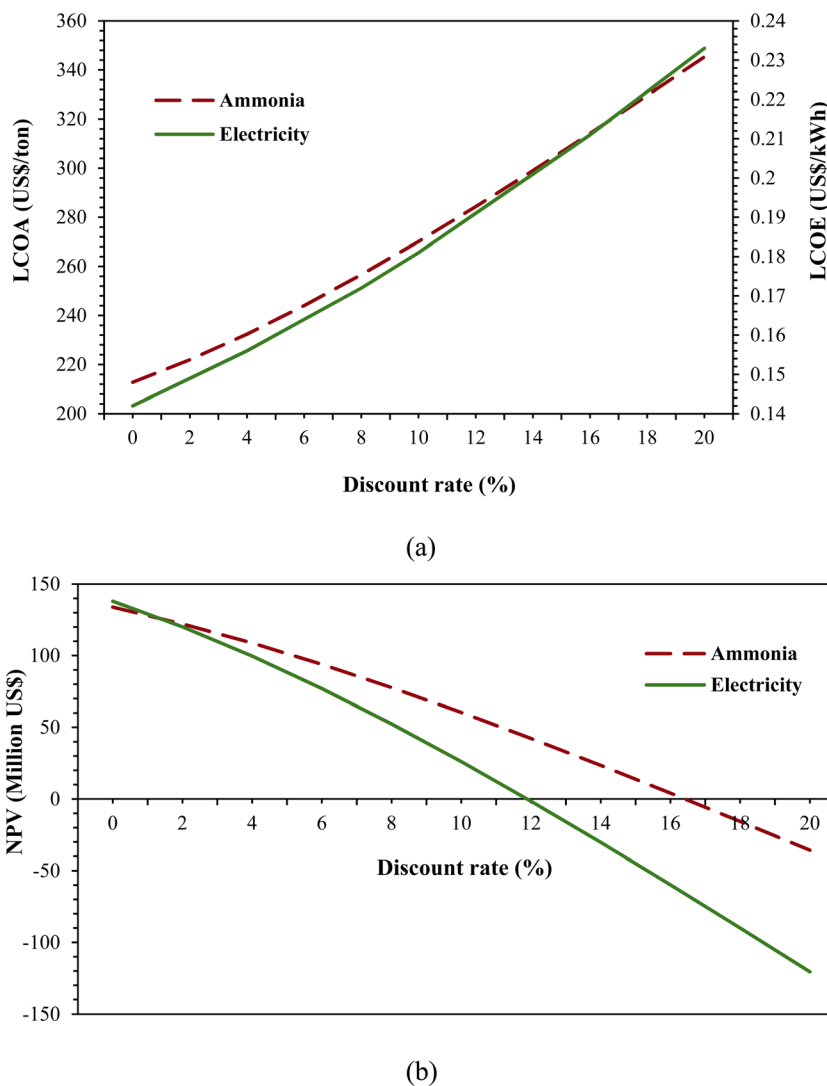 LCOA (US$/ton)
360
340
320
300
280
260
240
220
200
Ammonia
Electricity
0.24
0.23
0.22
0.21
0.2
0.19
0.18
0.17
0.16
0.15
0.14
LCOE (US$/kWh)
0 2 4 6 8 10 12 14 16 18 20
Discount rate (%)
(a)
NPV (Million US$)
150
100
50
0
-50
-100
-150
Ammonia
Electricity
0 2 4 6 8 10 12 14 16 18 20
Discount rate (%)
(b)